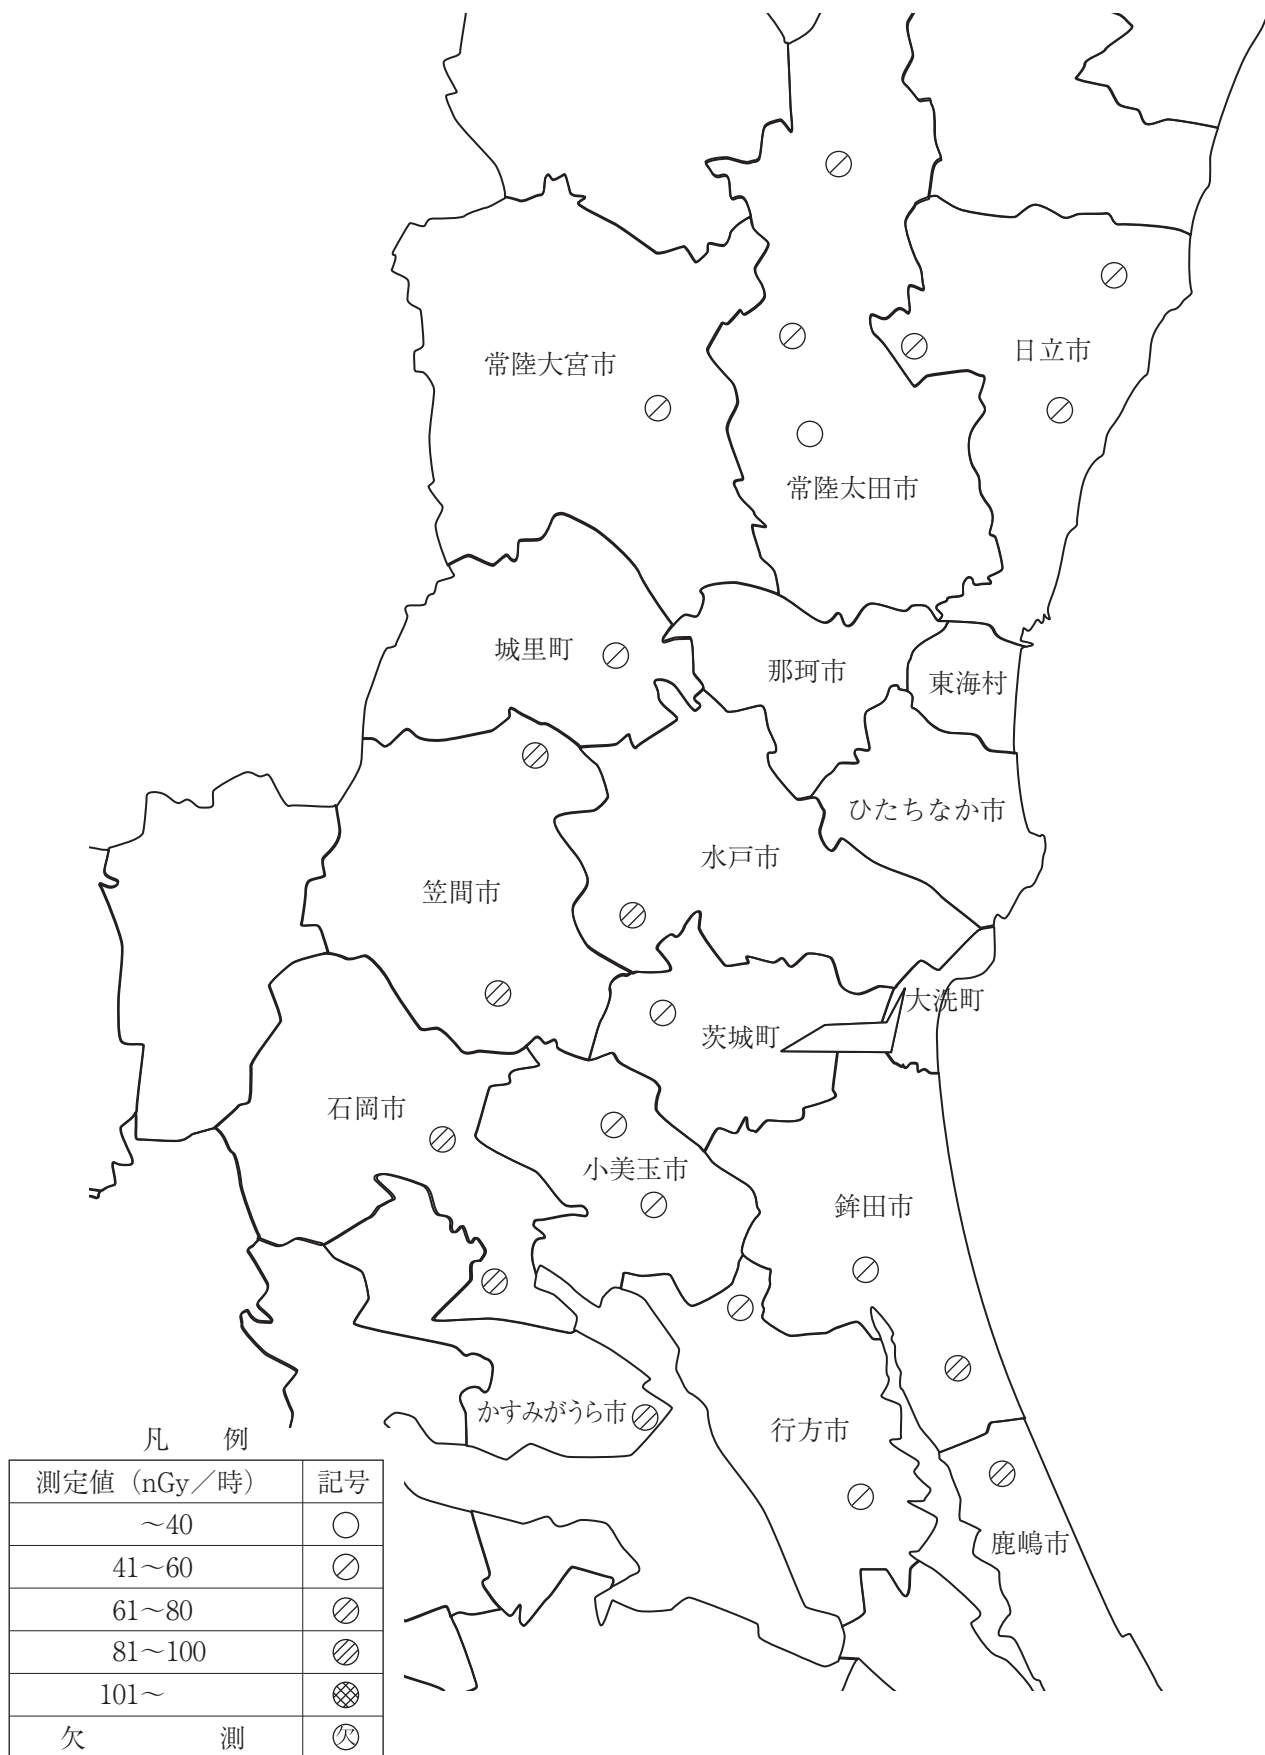 日立市
常陸大宮市
常陸太田市
城里町
那珂市
東海村
ひたちなか市
水戸市
笠間市
大洗町
茨城町
石岡市
小美玉市
鉾田市
かすみがうら市
行方市
鹿嶋市
凡 例
測定値（nGy／時） 記号
～40
41～60
61～80
81～100
101～
欠 測 欠